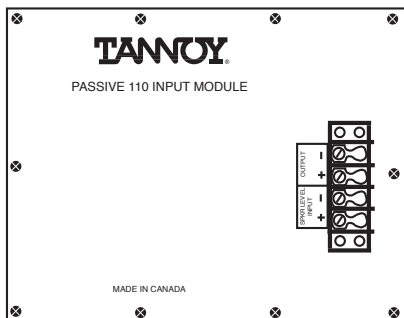 TANNOY®
PASSIVE 110 INPUT MODULE
OUTPUT
- +
SPKR LEVEL
INPUT
- +
MADE IN CANADA